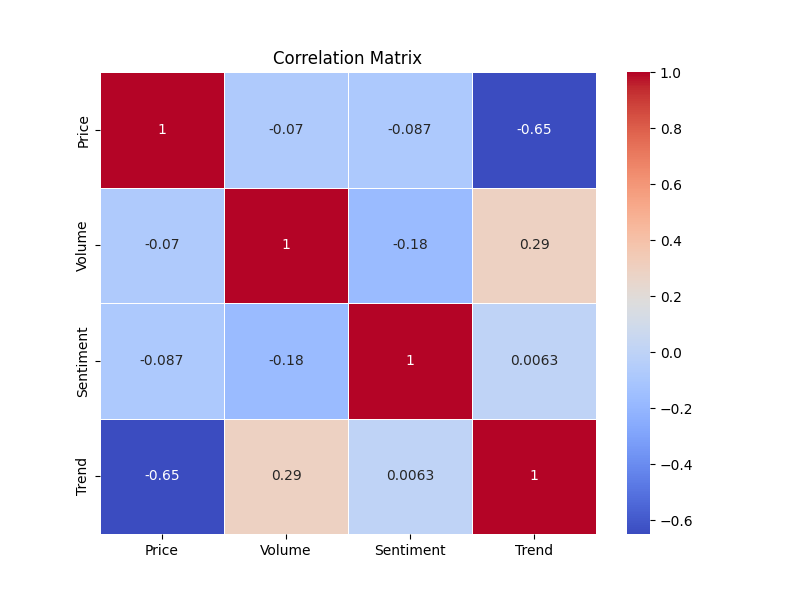 Correlation Matrix
Price 1 -0.07 -0.087 -0.65
Volume -0.07 1 -0.18 0.29
Sentiment -0.087 -0.18 1 0.0063
Trend -0.65 0.29 0.0063 1
Price Volume Sentiment Trend
1.0
0.8
0.6
0.4
0.2
0.0
−0.2
−0.4
−0.6